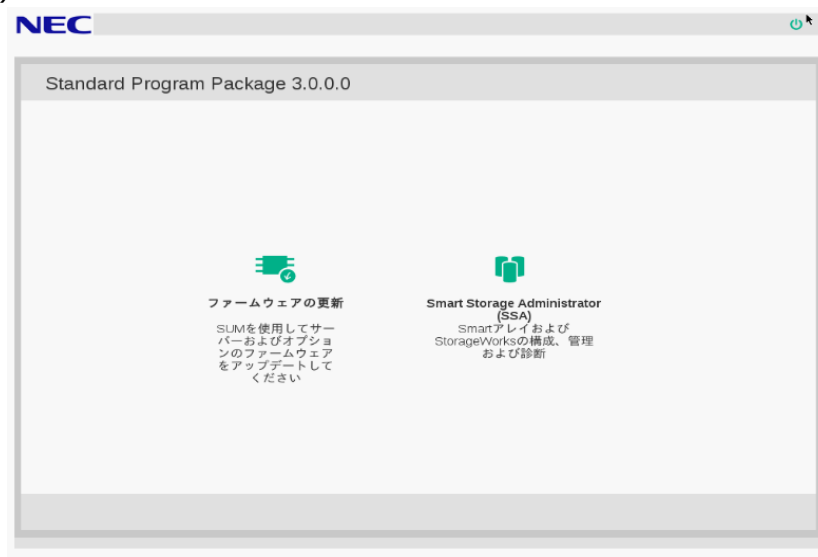 NEC
Standard Program Package 3.0.0.0
ファームウェアの更新
SUMを使用してサー
バーおよびオプショ
ンのファームウェア
をアップデートして
ください
Smart Storage Administrator
(SSA)
Smartアレイおよび
StorageWorksの構成、管理
および診断